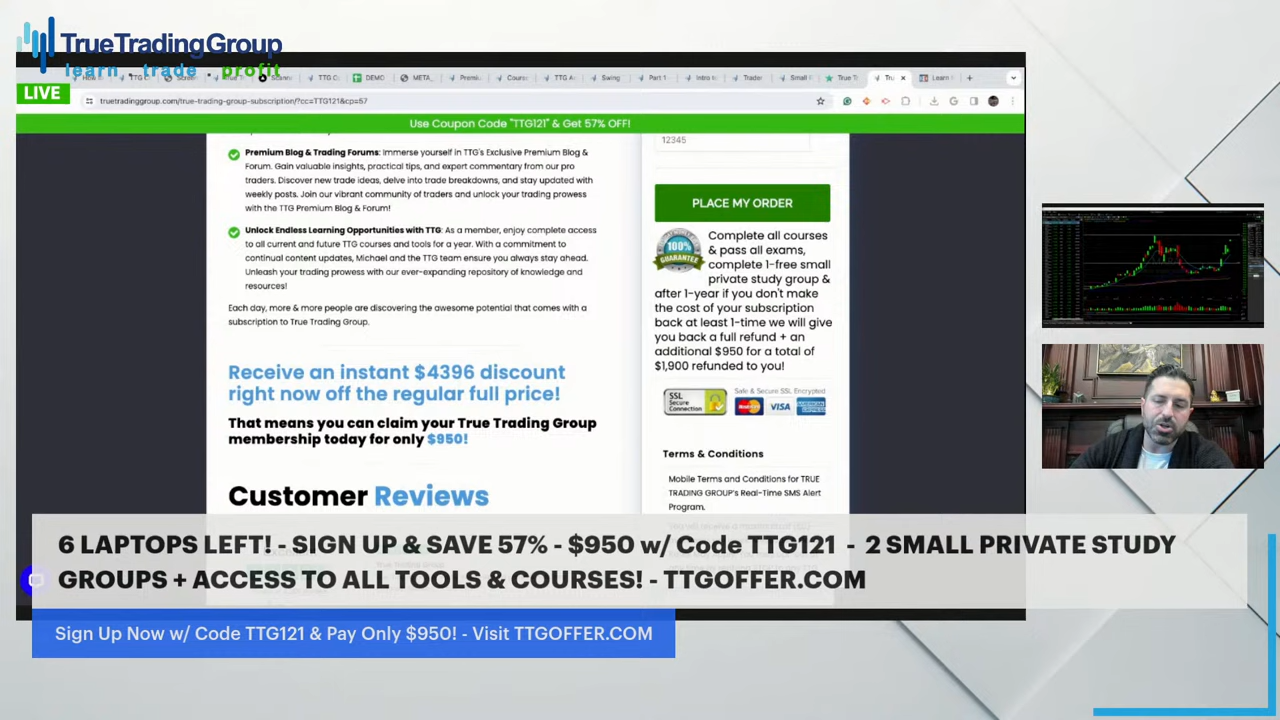 TrueTradingGroup
learn. trade profit
LIVE
truetradinggroup.com/true-trading-group-subscription/?cc=TTG121&cp=57
Use Coupon Code "TTG121" & Get 57% OFF!
Premium Blog & Trading Forums: Immerse yourself in TTG's Exclusive Premium Blog &
Forum. Gain valuable insights, practical tips, and expert commentary from our pro
traders. Discover new trade ideas, delve into trade breakdowns, and stay updated with
weekly posts. Join our vibrant community of traders and unlock your trading prowess
with the TTG Premium Blog & Forum!
Unlock Endless Learning Opportunities with TTG: As a member, enjoy complete access
to all current and future TTG courses and tools for a year. With a commitment to
continual content updates, Michael and the TTG team ensure you always stay ahead.
Unleash your trading prowess with our ever-expanding repository of knowledge and
resources!
Each day, more & more people are discovering the awesome potential that comes with a
subscription to True Trading Group.
Receive an instant $4396 discount
right now off the regular full price!
That means you can claim your True Trading Group
membership today for only $950!
Customer Reviews
12345
PLACE MY ORDER
100%
GUARANTEE
Complete all courses
& pass all exams,
complete 1-free small
private study group &
after 1-year if you don't make
the cost of your subscription
back at least 1-time we will give
you back a full refund + an
additional $950 for a total of
$1,900 refunded to you!
SSL
Secure
Connection
Safe & Secure SSL Encrypted
MasterCard VISA AMERICAN EXPRESS
Terms & Conditions
Mobile Terms and Conditions for TRUE
TRADING GROUP's Real-Time SMS Alert
Program.
6 LAPTOPS LEFT! - SIGN UP & SAVE 57% - $950 w/ Code TTG121 - 2 SMALL PRIVATE STUDY
GROUPS + ACCESS TO ALL TOOLS & COURSES! - TTGOFFER.COM
Sign Up Now w/ Code TTG121 & Pay Only $950! - Visit TTGOFFER.COM